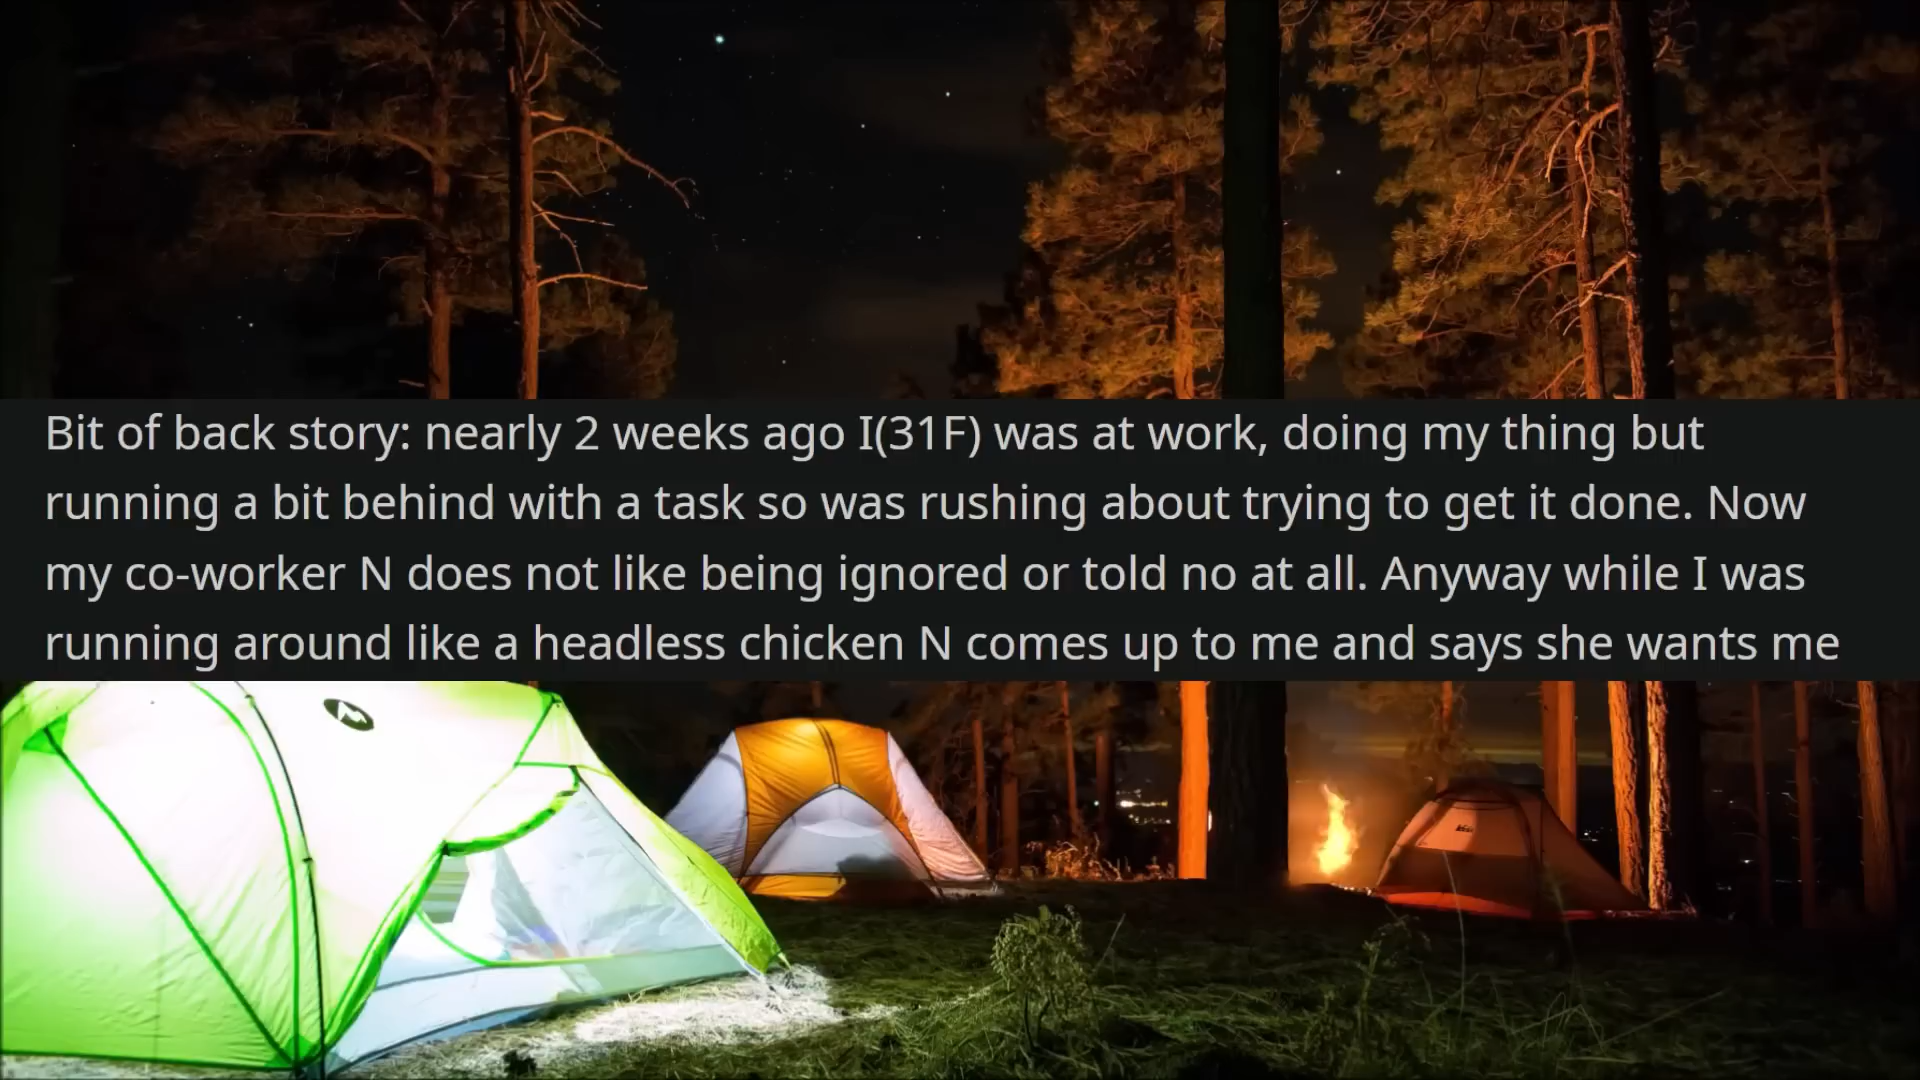 Bit of back story: nearly 2 weeks ago I(31F) was at work, doing my thing but
running a bit behind with a task so was rushing about trying to get it done. Now
my co-worker N does not like being ignored or told no at all. Anyway while I was
running around like a headless chicken N comes up to me and says she wants me